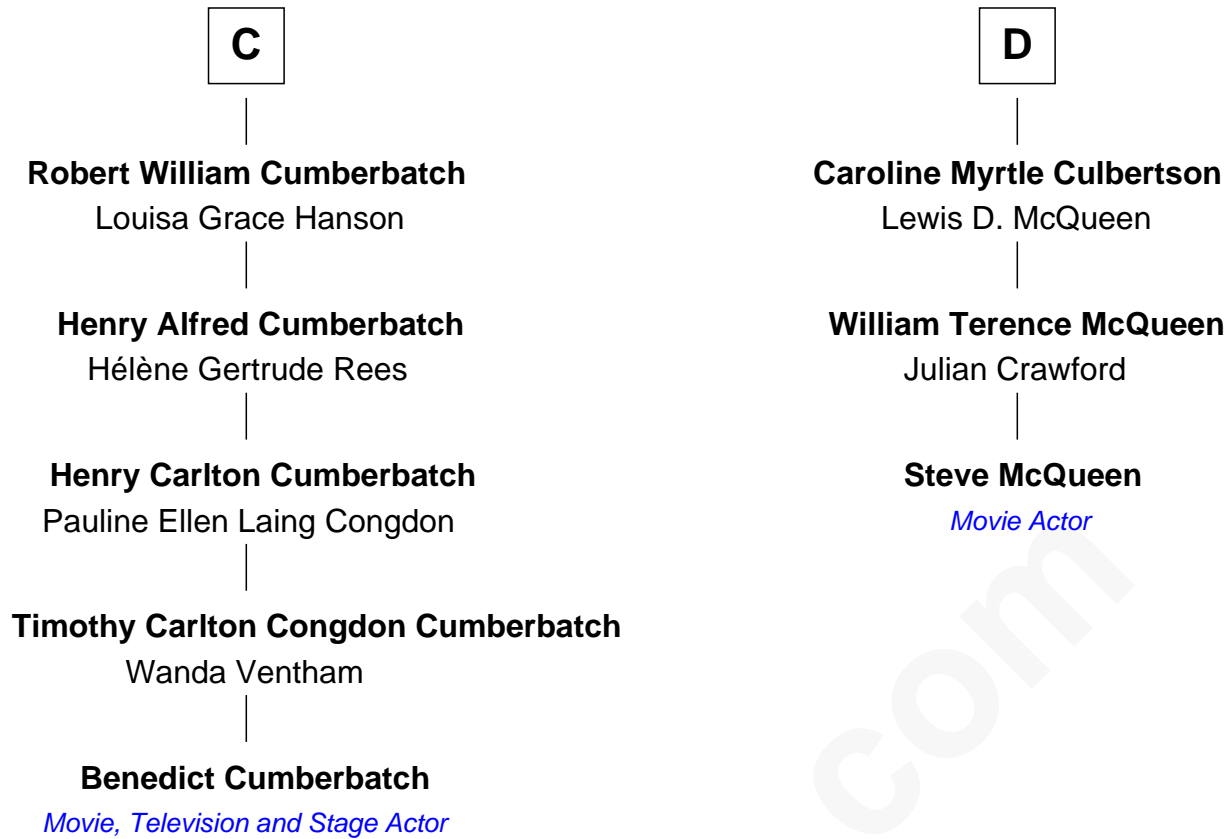 C
Robert William Cumberbatch
Louisa Grace Hanson
Henry Alfred Cumberbatch
Hélène Gertrude Rees
Henry Carlton Cumberbatch
Pauline Ellen Laing Congdon
Timothy Carlton Congdon Cumberbatch
Wanda Ventham
Benedict Cumberbatch
Movie, Television and Stage Actor
D
Caroline Myrtle Culbertson
Lewis D. McQueen
William Terence McQueen
Julian Crawford
Steve McQueen
Movie Actor
com